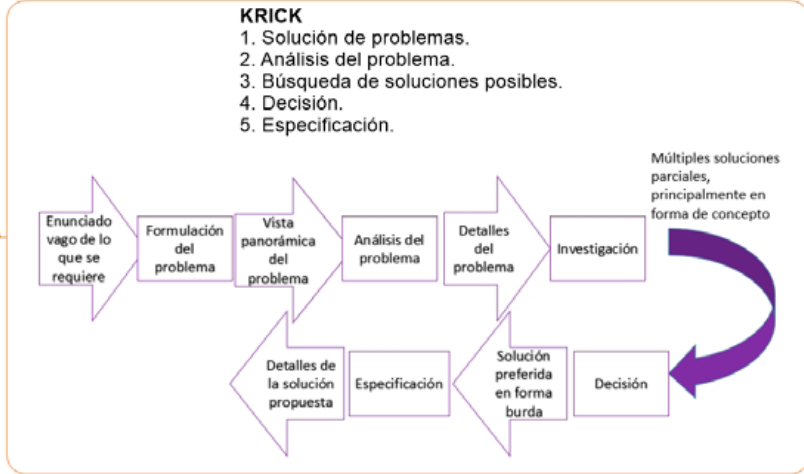 KRICK
1. Solución de problemas.
2. Análisis del problema.
3. Búsqueda de soluciones posibles.
4. Decisión.
5. Especificación.
Enunciado
vago de lo
que se
requiere
Formulación
del
problema
Vista
panorámica
del
problema
Análisis del
problema
Detalles
del
problema
Investigación
Múltiples soluciones
parciales,
principalmente en
forma de concepto
Decisión
Solución
preferida
en forma
burda
Especificación
Detalles de
la solución
propuesta